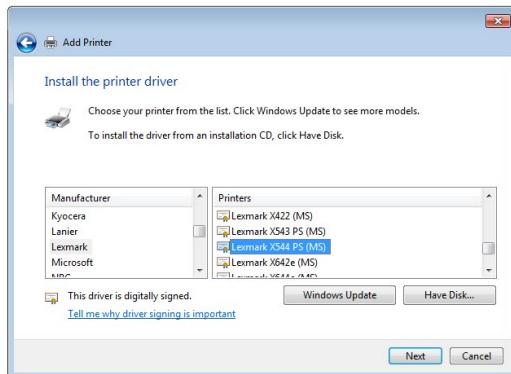 Add Printer
Install the printer driver
Choose your printer from the list. Click Windows Update to see more models.
To install the driver from an installation CD, click Have Disk.
Manufacturer
Kyocera
Lanier
Lexmark
Microsoft
Printers
Lexmark X422 (MS)
Lexmark X543 PS (MS)
Lexmark X544 PS (MS)
Lexmark X642e (MS)
This driver is digitally signed.
Tell me why driver signing is important
Windows Update
Have Disk...
Next
Cancel